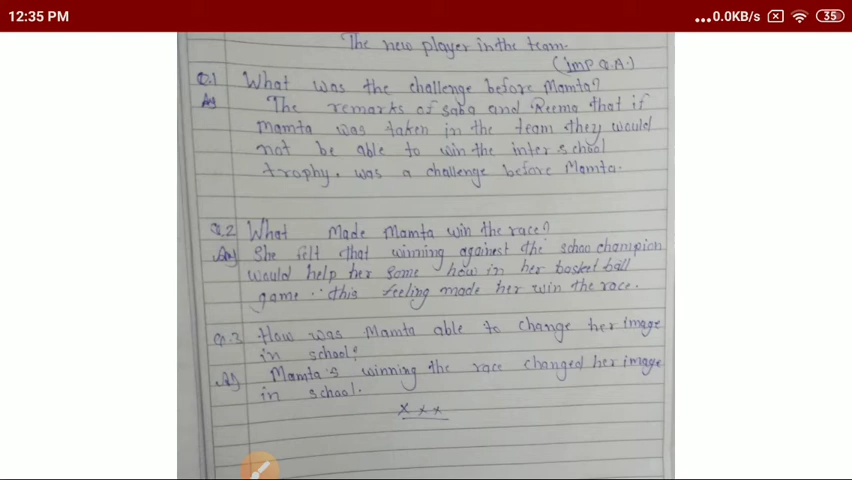 12:35 PM
...0.0KB/s 35
The new player in the team.
(imp Q.A.)
Q.1 What was the challenge before Mamta?
Ans The remarks of Saba and Reema that if
Mamta was taken in the team they would
not be able to win the inter school
trophy. was a challenge before Mamta.
Q.2 What made Mamta win the race?
Ans She felt that winning against the schoo champion
would help her some how in her basket ball
game . . this feeling made her win the race.
Q.3 How was Mamta able to change her image
in school?
As Mamta's winning the race changed her image
in school.
x x x